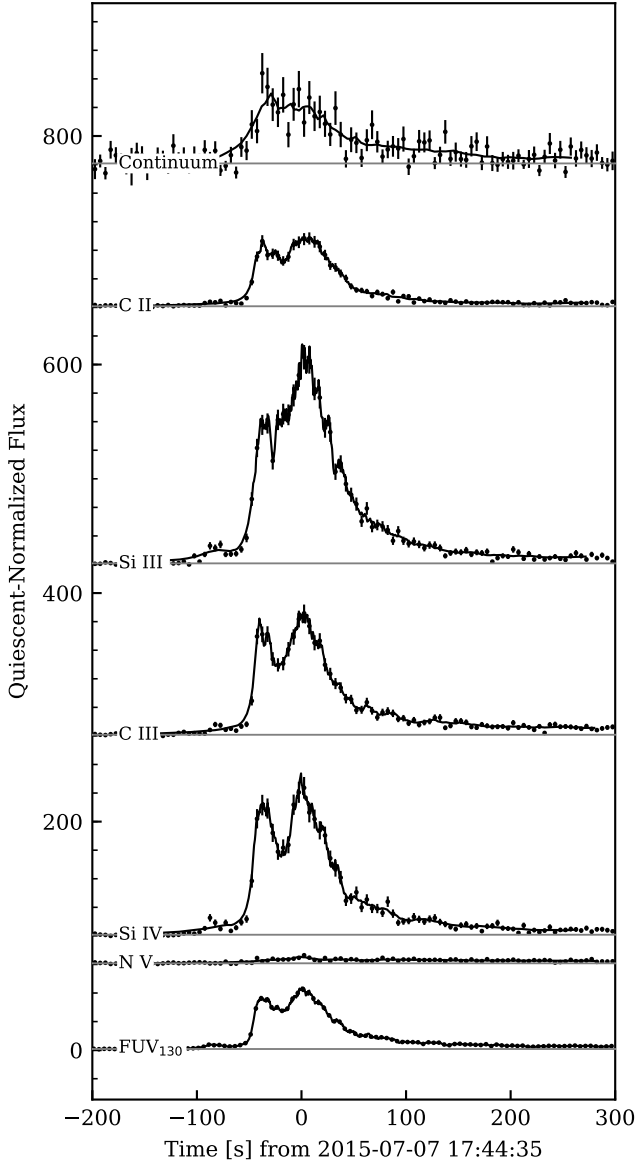 800
Continuum
C II
600
Si III
Quiescent-Normalized Flux
400
C III
200
Si IV
N V
0
FUV₁₃₀
−200 −100 0 100 200 300
Time [s] from 2015-07-07 17:44:35